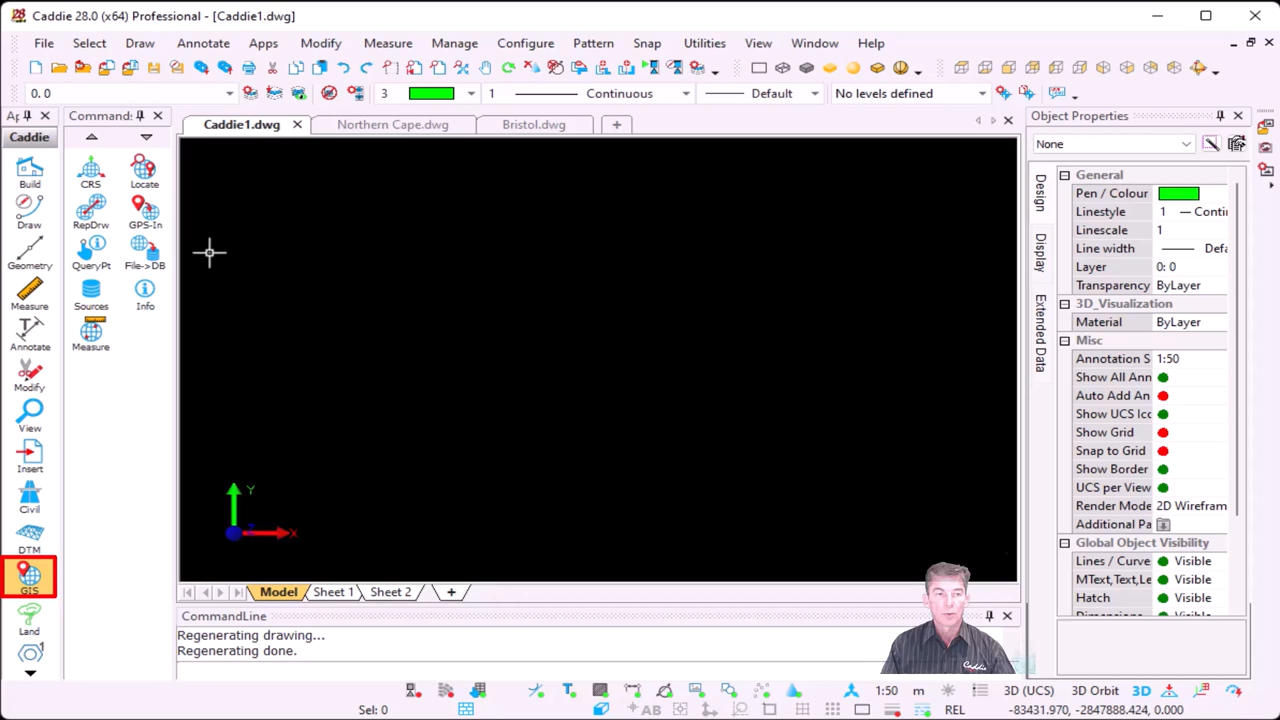 Caddie 28.0 (x64) Professional - [Caddie1.dwg]
File Select Draw Annotate Apps Modify Measure Manage Configure Pattern Snap Utilities View Window Help
0. 0 3 1 Continuous Default No levels defined
Ap Command:
Caddie1.dwg Northern Cape.dwg Bristol.dwg
Object Properties
Caddie
None
Build CRS Locate
Draw RepDrw GPS-In
Geometry QueryPt File->DB
Measure Sources Info
Annotate Measure
Modify
View
Insert
Civil
DTM
GIS
Land
Y
X
Z
Design
Display
Extended Data
General
Pen / Colour
Linestyle 1 Contin
Linescale 1
Line width Defa
Layer 0: 0
Transparency ByLayer
3D_Visualization
Material ByLayer
Misc
Annotation S 1:50
Show All Ann
Auto Add An
Show UCS Ico
Show Grid
Snap to Grid
Show Border
UCS per View
Render Mode 2D Wirefram
Additional Pa
Global Object Visibility
Lines / Curve Visible
MText,Text,Le Visible
Hatch Visible
Model Sheet 1 Sheet 2
CommandLine
Regenerating drawing...
Regenerating done.
Caddie
1:50 m 3D (UCS) 3D Orbit 3D
Sel: 0 AB REL -83431.970, -2847888.424, 0.000